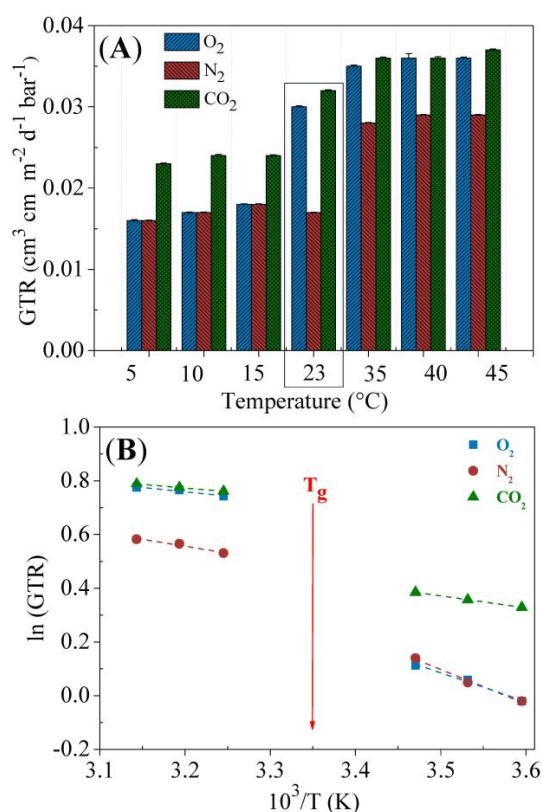 (A)
O₂
N₂
CO₂
GTR (cm³ cm m⁻² d⁻¹ bar⁻¹)
0.04
0.03
0.02
0.01
0.00
5 10 15 23 35 40 45
Temperature (°C)
(B)
O₂
N₂
CO₂
Tg
ln (GTR)
1.0
0.8
0.6
0.4
0.2
0.0
-0.2
3.1 3.2 3.3 3.4 3.5 3.6
10³/T (K)